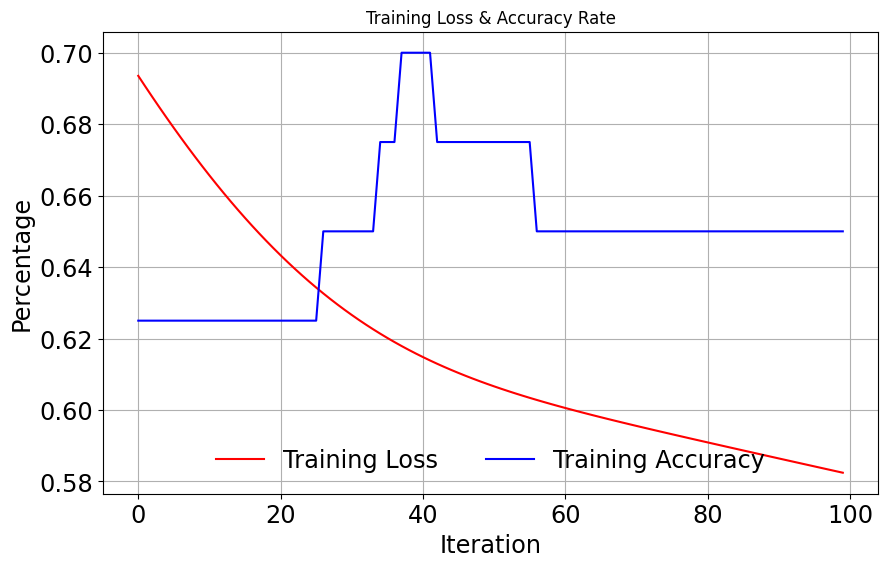 Training Loss & Accuracy Rate
Percentage
0.70
0.68
0.66
0.64
0.62
0.60
0.58
Training Loss Training Accuracy
0 20 40 60 80 100
Iteration